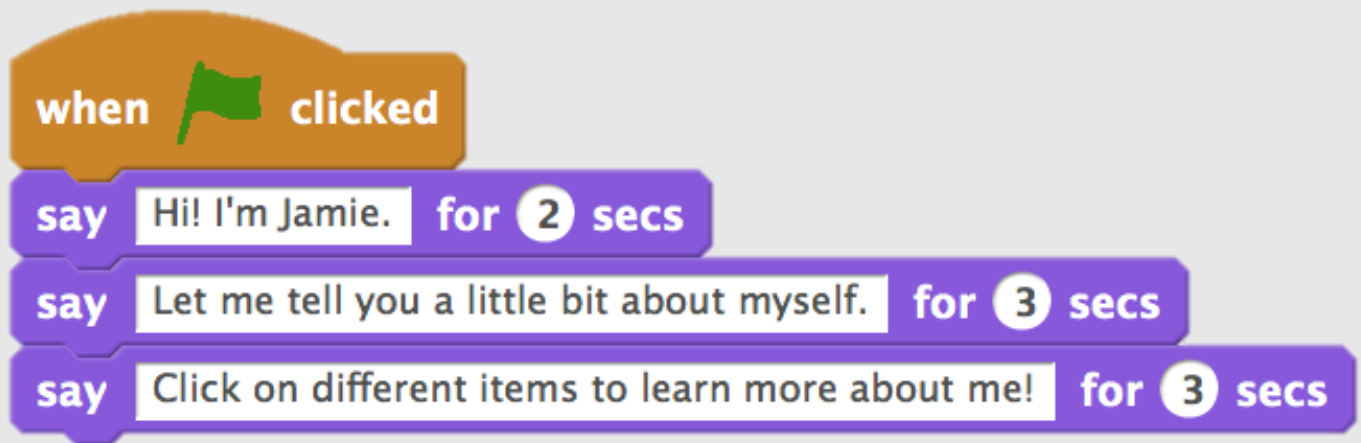 when clicked
say Hi! I'm Jamie. for 2 secs
say Let me tell you a little bit about myself. for 3 secs
say Click on different items to learn more about me! for 3 secs